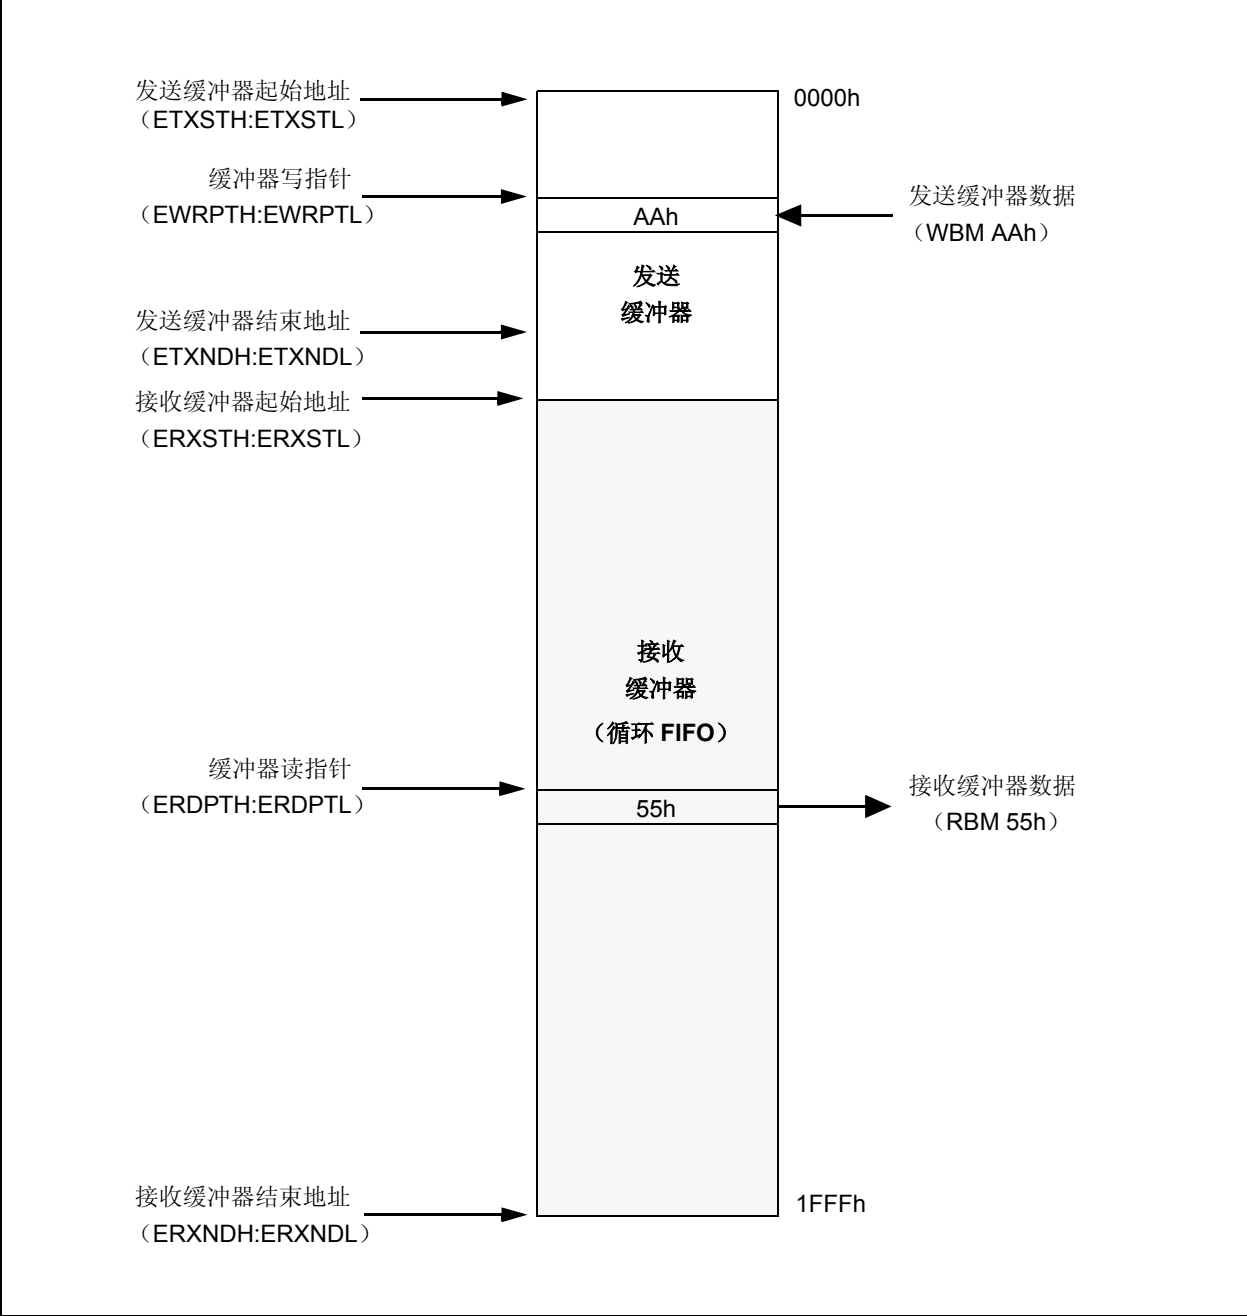 发送缓冲器起始地址
（ETXSTH:ETXSTL）
0000h
缓冲器写指针
（EWRPTH:EWRPTL）
AAh
发送缓冲器数据
（WBM AAh）
发送
缓冲器
发送缓冲器结束地址
（ETXNDH:ETXNDL）
接收缓冲器起始地址
（ERXSTH:ERXSTL）
接收
缓冲器
（循环 FIFO）
缓冲器读指针
（ERDPTH:ERDPTL）
55h
接收缓冲器数据
（RBM 55h）
接收缓冲器结束地址
（ERXNDH:ERXNDL）
1FFFh